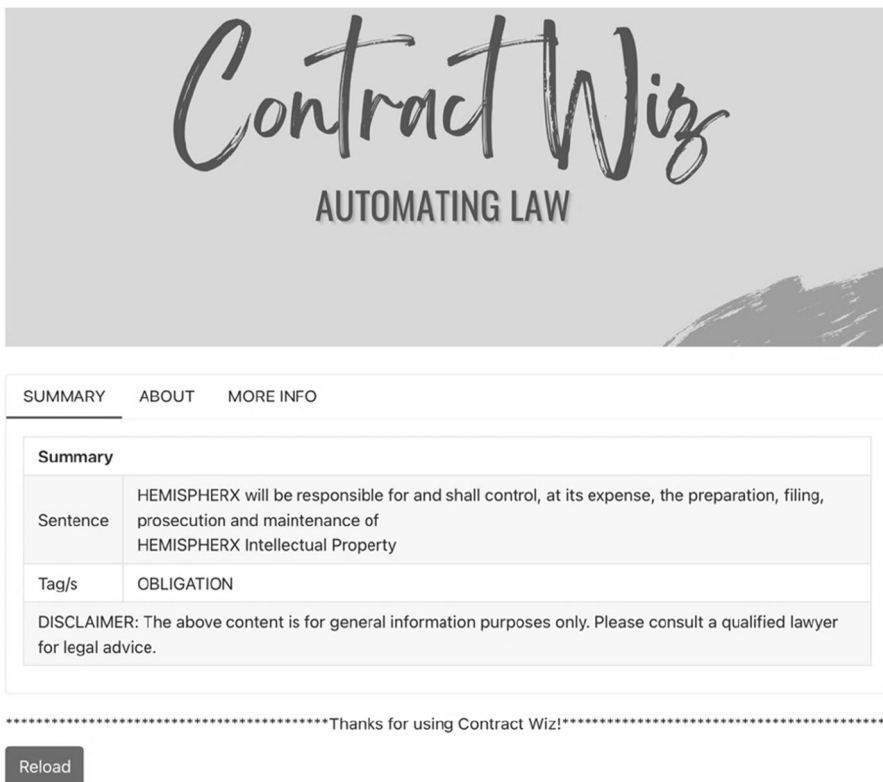 Contract Wiz
AUTOMATING LAW
SUMMARY ABOUT MORE INFO
Summary
Sentence HEMISPHERX will be responsible for and shall control, at its expense, the preparation, filing,
prosecution and maintenance of
HEMISPHERX Intellectual Property
Tag/s OBLIGATION
DISCLAIMER: The above content is for general information purposes only. Please consult a qualified lawyer
for legal advice.
*******************************************Thanks for using Contract Wiz!*******************************************
Reload